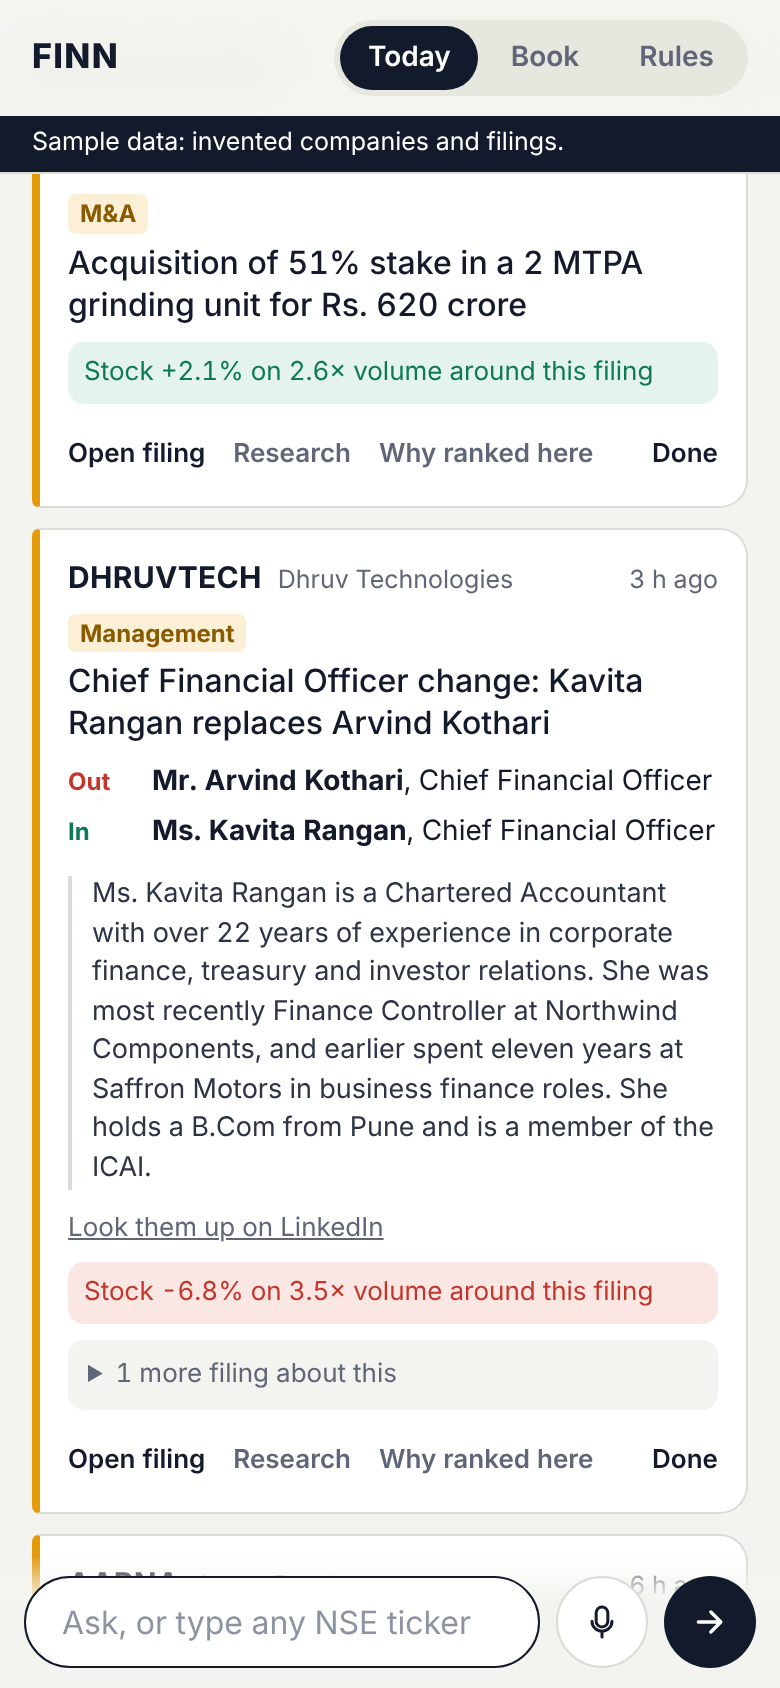 FINN
Today Book Rules
Sample data: invented companies and filings.
M&A
Acquisition of 51% stake in a 2 MTPA
grinding unit for Rs. 620 crore
Stock +2.1% on 2.6× volume around this filing
Open filing Research Why ranked here Done
DHRUVTECH Dhruv Technologies 3 h ago
Management
Chief Financial Officer change: Kavita
Rangan replaces Arvind Kothari
Out Mr. Arvind Kothari, Chief Financial Officer
In Ms. Kavita Rangan, Chief Financial Officer
Ms. Kavita Rangan is a Chartered Accountant
with over 22 years of experience in corporate
finance, treasury and investor relations. She was
most recently Finance Controller at Northwind
Components, and earlier spent eleven years at
Saffron Motors in business finance roles. She
holds a B.Com from Pune and is a member of the
ICAI.
Look them up on LinkedIn
Stock -6.8% on 3.5× volume around this filing
▶ 1 more filing about this
Open filing Research Why ranked here Done
6 h
Ask, or type any NSE ticker